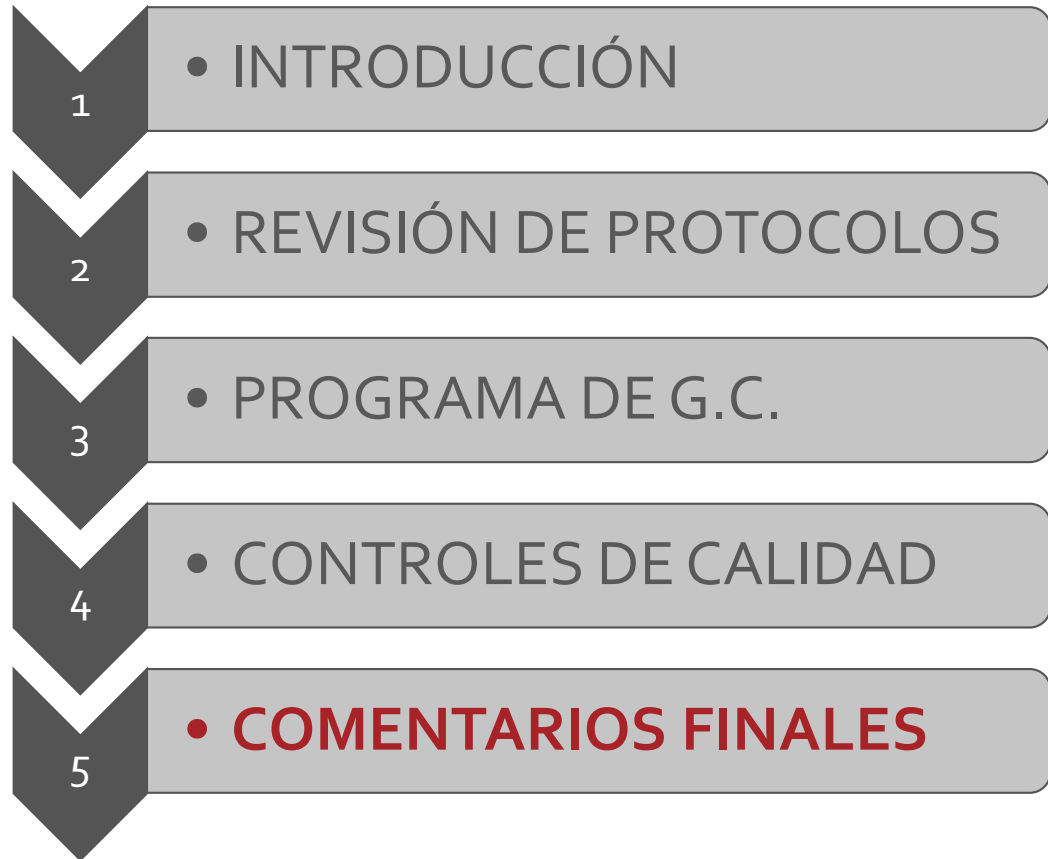 1
• INTRODUCCIÓN
2
• REVISIÓN DE PROTOCOLOS
3
• PROGRAMA DE G.C.
4
• CONTROLES DE CALIDAD
5
• COMENTARIOS FINALES